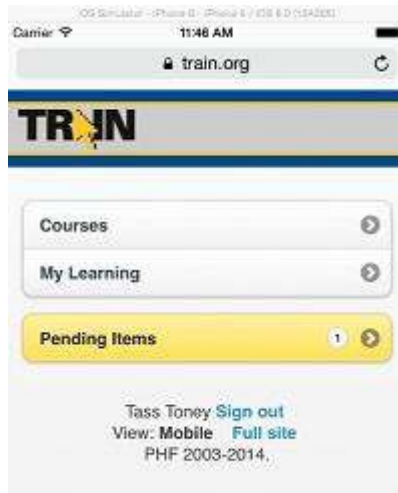 Carrier 11:46 AM
train.org
TRAIN
Courses
My Learning
Pending Items 1
Tass Toney Sign out
View: Mobile Full site
PHF 2003-2014.